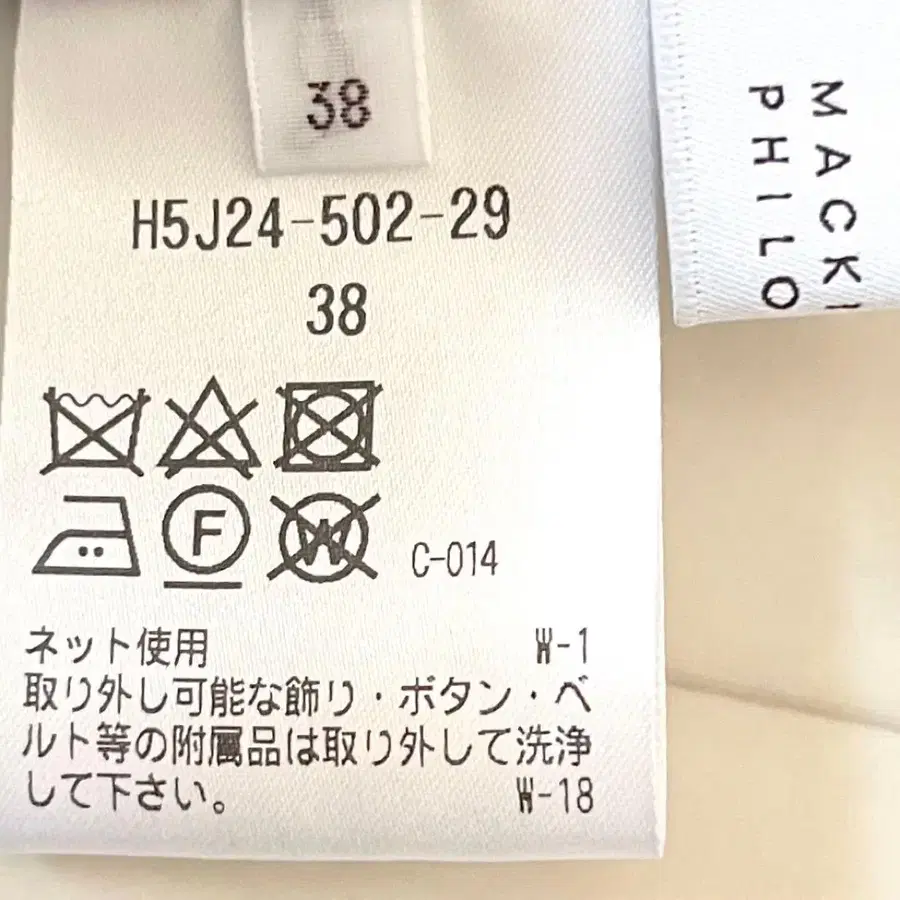 38
H5J24-502-29
38
F
W
C-014
ネット使用 W-1
取り外し可能な飾り・ボタン・ベ
ルト等の附属品は取り外して洗浄
して下さい。 W-18
MACKI
PHILO